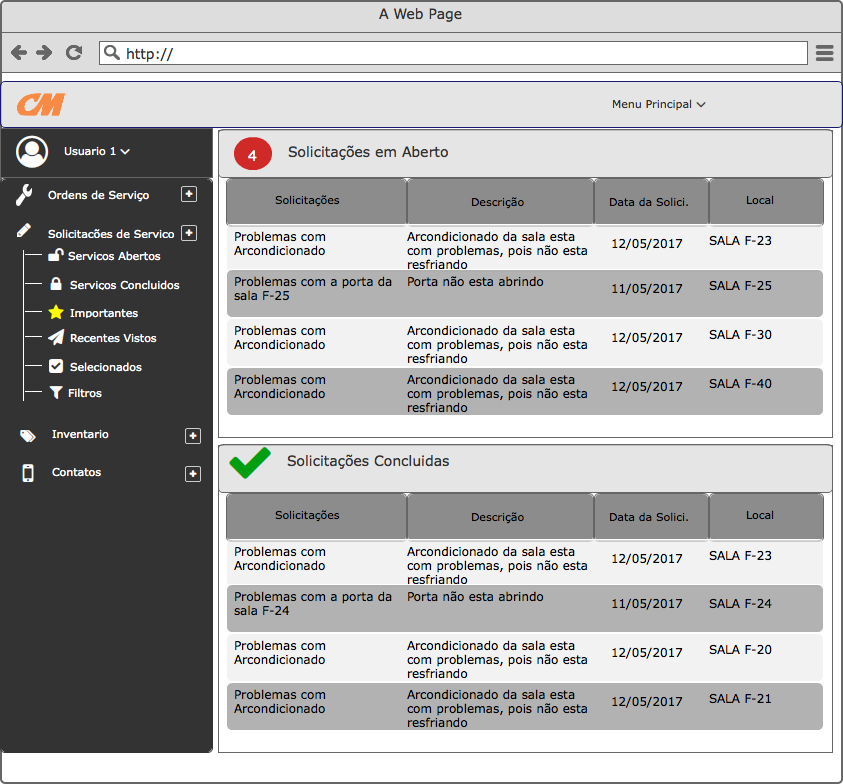 A Web Page
http://
CM
Menu Principal
Usuario 1
Ordens de Serviço
Solicitacões de Servico
Servicos Abertos
Serviços Concluidos
Importantes
Recentes Vistos
Selecionados
Filtros
Inventario
Contatos
4 Solicitações em Aberto
Solicitações Descrição Data da Solici. Local
Problemas com
Arcondicionado
Arcondicionado da sala esta
com problemas, pois não esta
resfriando
12/05/2017
SALA F-23
Problemas com a porta da
sala F-25
Porta não esta abrindo
11/05/2017
SALA F-25
Problemas com
Arcondicionado
Arcondicionado da sala esta
com problemas, pois não esta
resfriando
12/05/2017
SALA F-30
Problemas com
Arcondicionado
Arcondicionado da sala esta
com problemas, pois não esta
resfriando
12/05/2017
SALA F-40
Solicitações Concluidas
Solicitações Descrição Data da Solici. Local
Problemas com
Arcondicionado
Arcondicionado da sala esta
com problemas, pois não esta
resfriando
12/05/2017
SALA F-23
Problemas com a porta da
sala F-24
Porta não esta abrindo
11/05/2017
SALA F-24
Problemas com
Arcondicionado
Arcondicionado da sala esta
com problemas, pois não esta
resfriando
12/05/2017
SALA F-20
Problemas com
Arcondicionado
Arcondicionado da sala esta
com problemas, pois não esta
resfriando
12/05/2017
SALA F-21